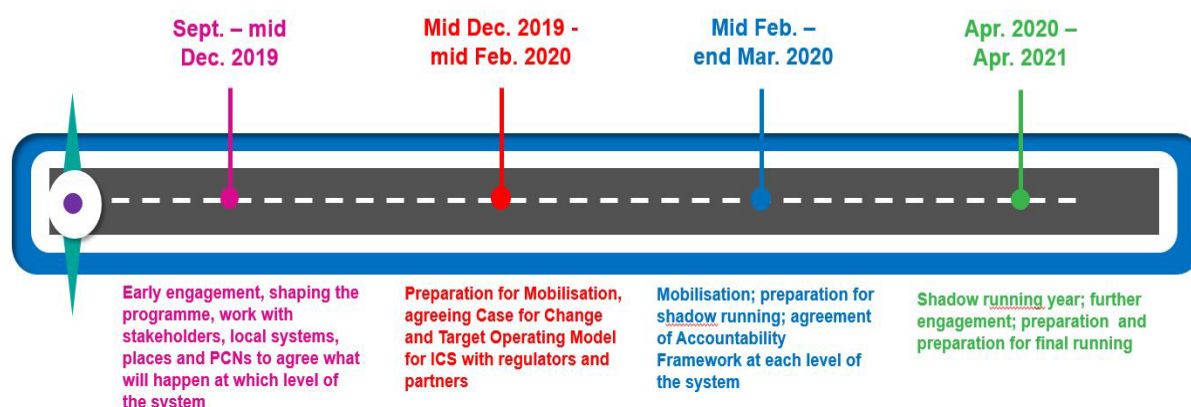 Sept. – mid
Dec. 2019
Mid Dec. 2019 -
mid Feb. 2020
Mid Feb. –
end Mar. 2020
Apr. 2020 –
Apr. 2021
Early engagement, shaping the
programme, work with
stakeholders, local systems,
places and PCNs to agree what
will happen at which level of
the system
Preparation for Mobilisation,
agreeing Case for Change
and Target Operating Model
for ICS with regulators and
partners
Mobilisation; preparation for
shadow running; agreement
of Accountability
Framework at each level of
the system
Shadow running year; further
engagement; preparation and
preparation for final running